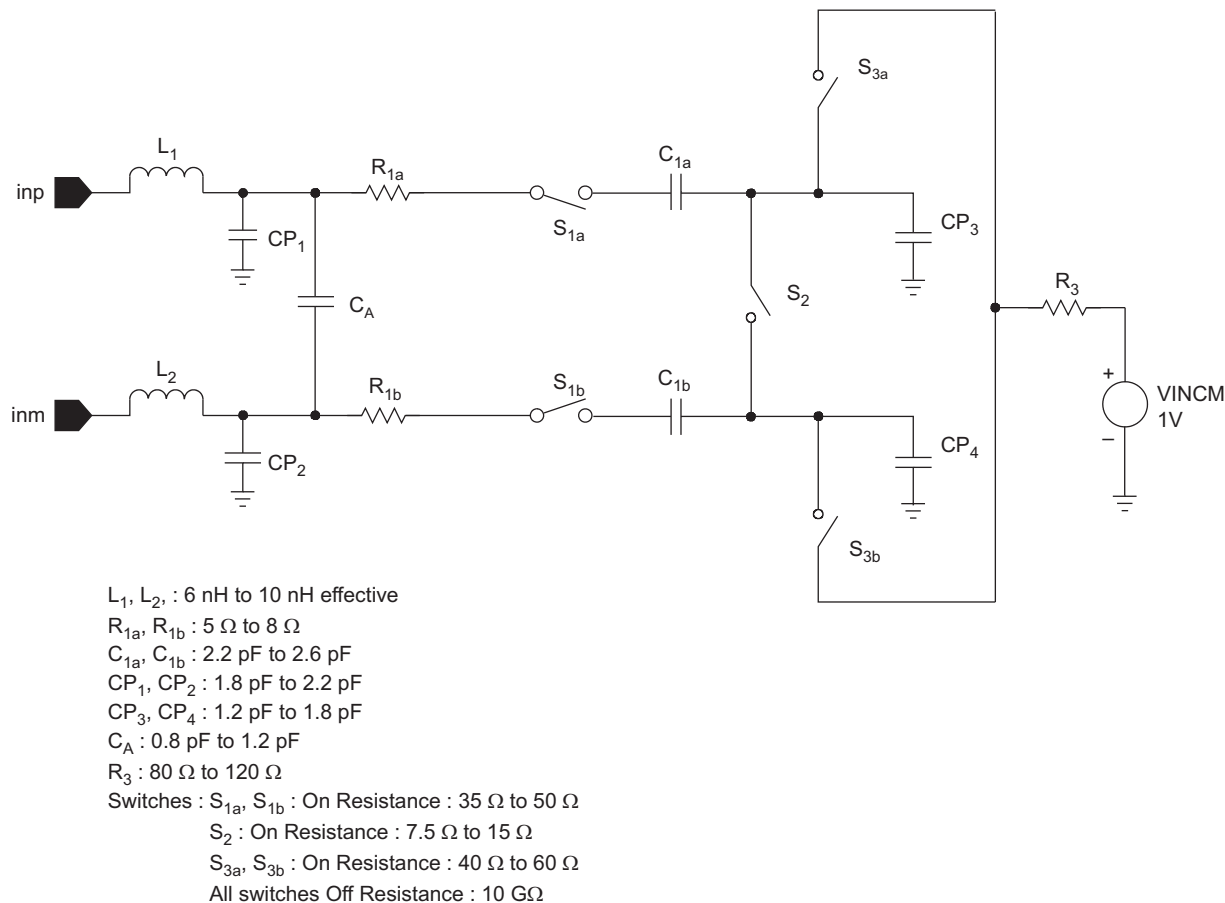 S3a
L1
R1a
C1a
inp
S1a
CP1
CP3
R3
CA
S2
+
VINCM
1V
–
L2
R1b
S1b
C1b
inm
CP2
CP4
S3b
L1, L2, : 6 nH to 10 nH effective
R1a, R1b : 5 Ω to 8 Ω
C1a, C1b : 2.2 pF to 2.6 pF
CP1, CP2 : 1.8 pF to 2.2 pF
CP3, CP4 : 1.2 pF to 1.8 pF
CA : 0.8 pF to 1.2 pF
R3 : 80 Ω to 120 Ω
Switches : S1a, S1b : On Resistance : 35 Ω to 50 Ω
S2 : On Resistance : 7.5 Ω to 15 Ω
S3a, S3b : On Resistance : 40 Ω to 60 Ω
All switches Off Resistance : 10 GΩ